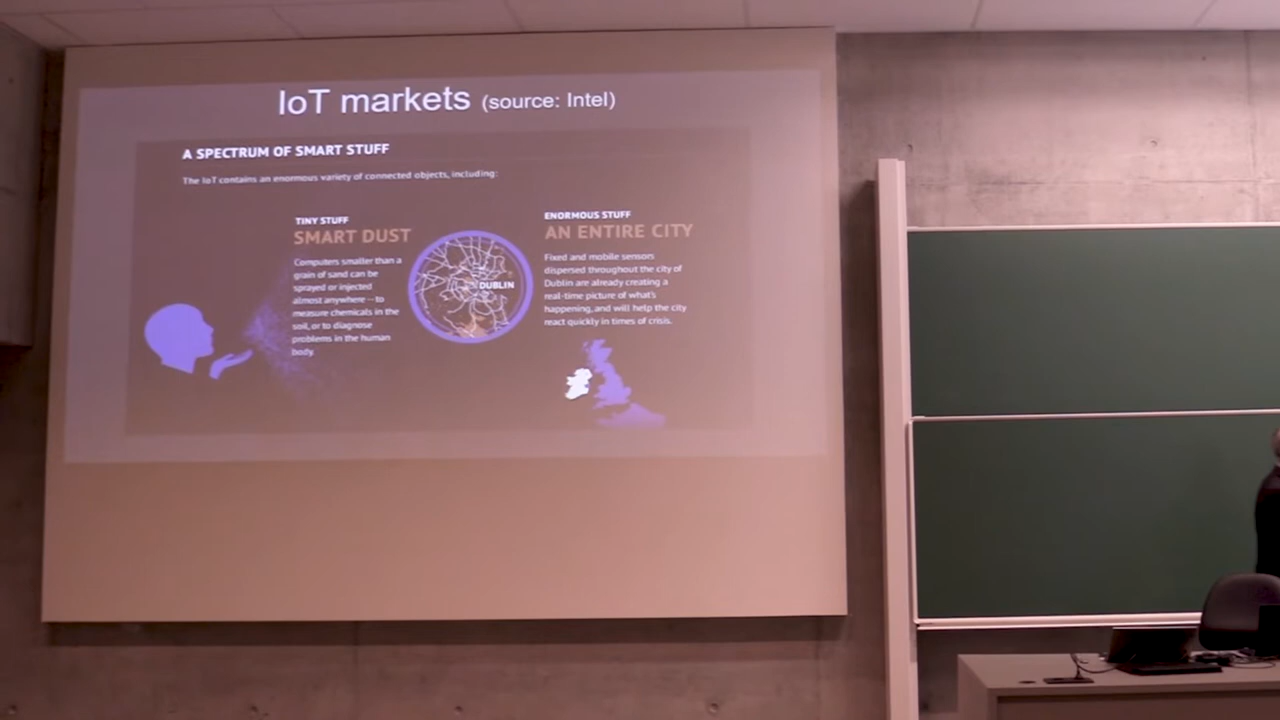 IoT markets (source: Intel)
A SPECTRUM OF SMART STUFF
The IoT contains an enormous variety of connected objects, including:
TINY STUFF
SMART DUST
Computers smaller than a
grain of sand can be
sprayed or injected
almost anywhere -- to
measure chemicals in the
soil, or to diagnose
problems in the human
body.
DUBLIN
ENORMOUS STUFF
AN ENTIRE CITY
Fixed and mobile sensors
dispersed throughout the city of
Dublin are already creating a
real-time picture of what's
happening, and will help the city
react quickly in times of crisis.